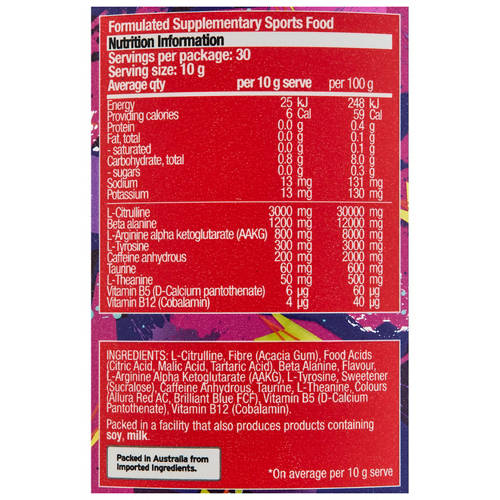 Formulated Supplementary Sports Food
Nutrition Information
Servings per package: 30
Serving size: 10 g
Average qty per 10 g serve per 100 g
Energy 25 kJ 248 kJ
Providing calories 6 Cal 59 Cal
Protein 0.0 g 0.4 g
Fat, total 0.0 g 0.1 g
- saturated 0.0 g 0.1 g
Carbohydrate, total 0.8 g 8.0 g
- sugars 0.0 g 0.3 g
Sodium 13 mg 131 mg
Potassium 13 mg 130 mg
L-Citrulline 3000 mg 30000 mg
Beta alanine 1200 mg 12000 mg
L-Arginine alpha ketoglutarate (AAKG) 800 mg 8000 mg
L-Tyrosine 300 mg 3000 mg
Caffeine anhydrous 200 mg 2000 mg
Taurine 60 mg 600 mg
L-Theanine 50 mg 500 mg
Vitamin B5 (D-Calcium pantothenate) 6 µg 60 µg
Vitamin B12 (Cobalamin) 4 µg 40 µg
INGREDIENTS: L-Citrulline, Fibre (Acacia Gum), Food Acids
(Citric Acid, Malic Acid, Tartaric Acid), Beta Alanine, Flavour,
L-Arginine Alpha Ketoglutarate (AAKG), L-Tyrosine, Sweetener
(Sucralose), Caffeine Anhydrous, Taurine, L-Theanine, Colours
(Allura Red AC, Brilliant Blue FCF), Vitamin B5 (D-Calcium
Pantothenate), Vitamin B12 (Cobalamin).
Packed in a facility that also produces products containing
soy, milk.
Packed in Australia from
Imported Ingredients.
*On average per 10 g serve